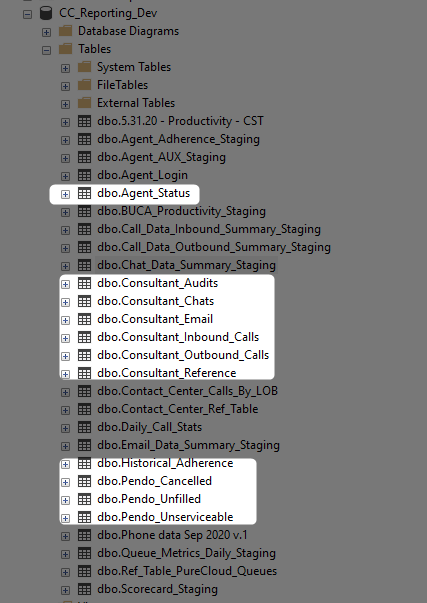 CC_Reporting_Dev
Database Diagrams
Tables
System Tables
FileTables
External Tables
dbo.5.31.20 - Productivity - CST
dbo.Agent_Adherence_Staging
dbo.Agent_AUX_Staging
dbo.Agent_Login
dbo.Agent_Status
dbo.BUCA_Productivity_Staging
dbo.Call_Data_Inbound_Summary_Staging
dbo.Call_Data_Outbound_Summary_Staging
dbo.Chat_Data_Summary_Staging
dbo.Consultant_Audits
dbo.Consultant_Chats
dbo.Consultant_Email
dbo.Consultant_Inbound_Calls
dbo.Consultant_Outbound_Calls
dbo.Consultant_Reference
dbo.Contact_Center_Calls_By_LOB
dbo.Contact_Center_Ref_Table
dbo.Daily_Call_Stats
dbo.Email_Data_Summary_Staging
dbo.Historical_Adherence
dbo.Pendo_Cancelled
dbo.Pendo_Unfilled
dbo.Pendo_Unserviceable
dbo.Phone data Sep 2020 v.1
dbo.Queue_Metrics_Daily_Staging
dbo.Ref_Table_PureCloud_Queues
dbo.Scorecard_Staging